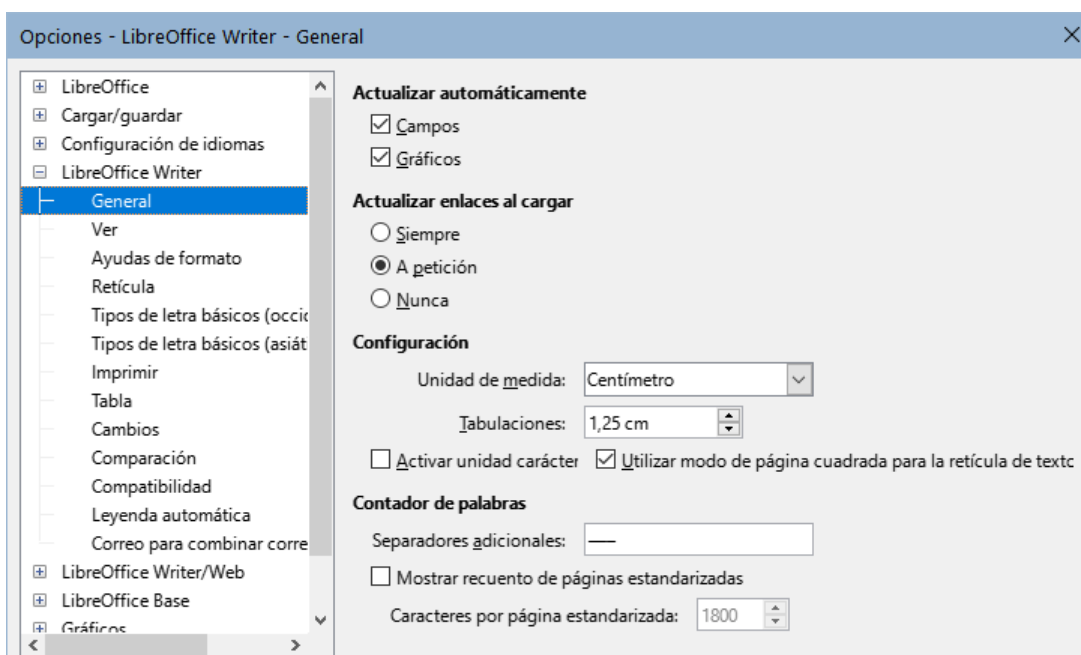 Opciones - LibreOffice Writer - General
LibreOffice
Cargar/guardar
Configuración de idiomas
LibreOffice Writer
General
Ver
Ayudas de formato
Retícula
Tipos de letra básicos (occid
Tipos de letra básicos (asiát
Imprimir
Tabla
Cambios
Comparación
Compatibilidad
Leyenda automática
Correo para combinar corre
LibreOffice Writer/Web
LibreOffice Base
Gráficos
Actualizar automáticamente
Campos
Gráficos
Actualizar enlaces al cargar
Siempre
A petición
Nunca
Configuración
Unidad de medida: Centímetro
Tabulaciones: 1,25 cm
Activar unidad carácter Utilizar modo de página cuadrada para la retícula de texto
Contador de palabras
Separadores adicionales: —–
Mostrar recuento de páginas estandarizadas
Caracteres por página estandarizada: 1800